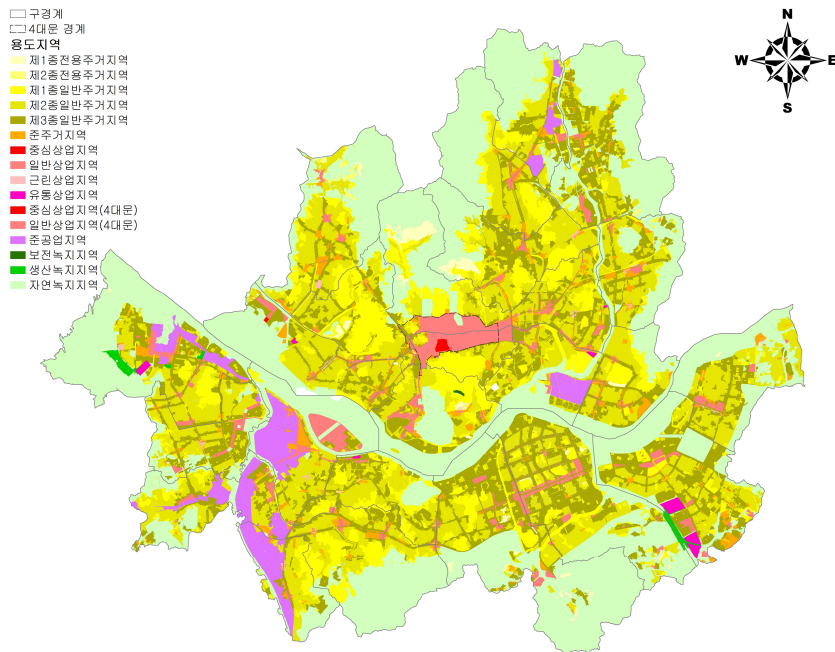 구경계
4대문 경계
용도지역
제1종전용주거지역
제2종전용주거지역
제1종일반주거지역
제2종일반주거지역
제3종일반주거지역
준주거지역
중심상업지역
일반상업지역
근린상업지역
유통상업지역
중심상업지역(4대문)
일반상업지역(4대문)
준공업지역
보전녹지지역
생산녹지지역
자연녹지지역
N
W E
S